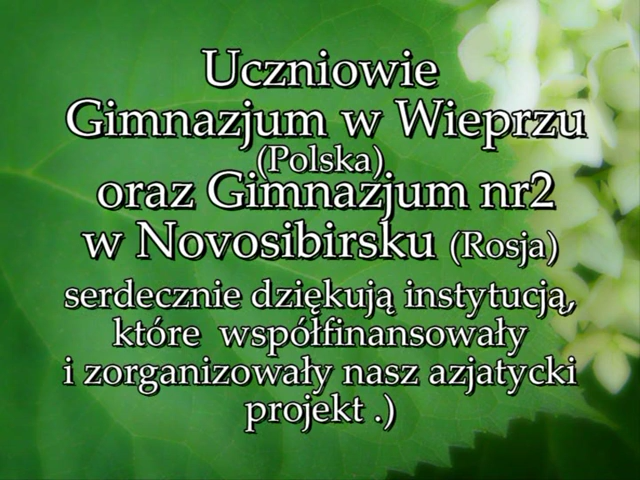 Uczniowie
Gimnazjum w Wieprzu
(Polska)
oraz Gimnazjum nr2
w Novosibirsku (Rosja)
serdecznie dziękują instytucją,
które współfinansowały
i zorganizowały nasz azjatycki
projekt .)